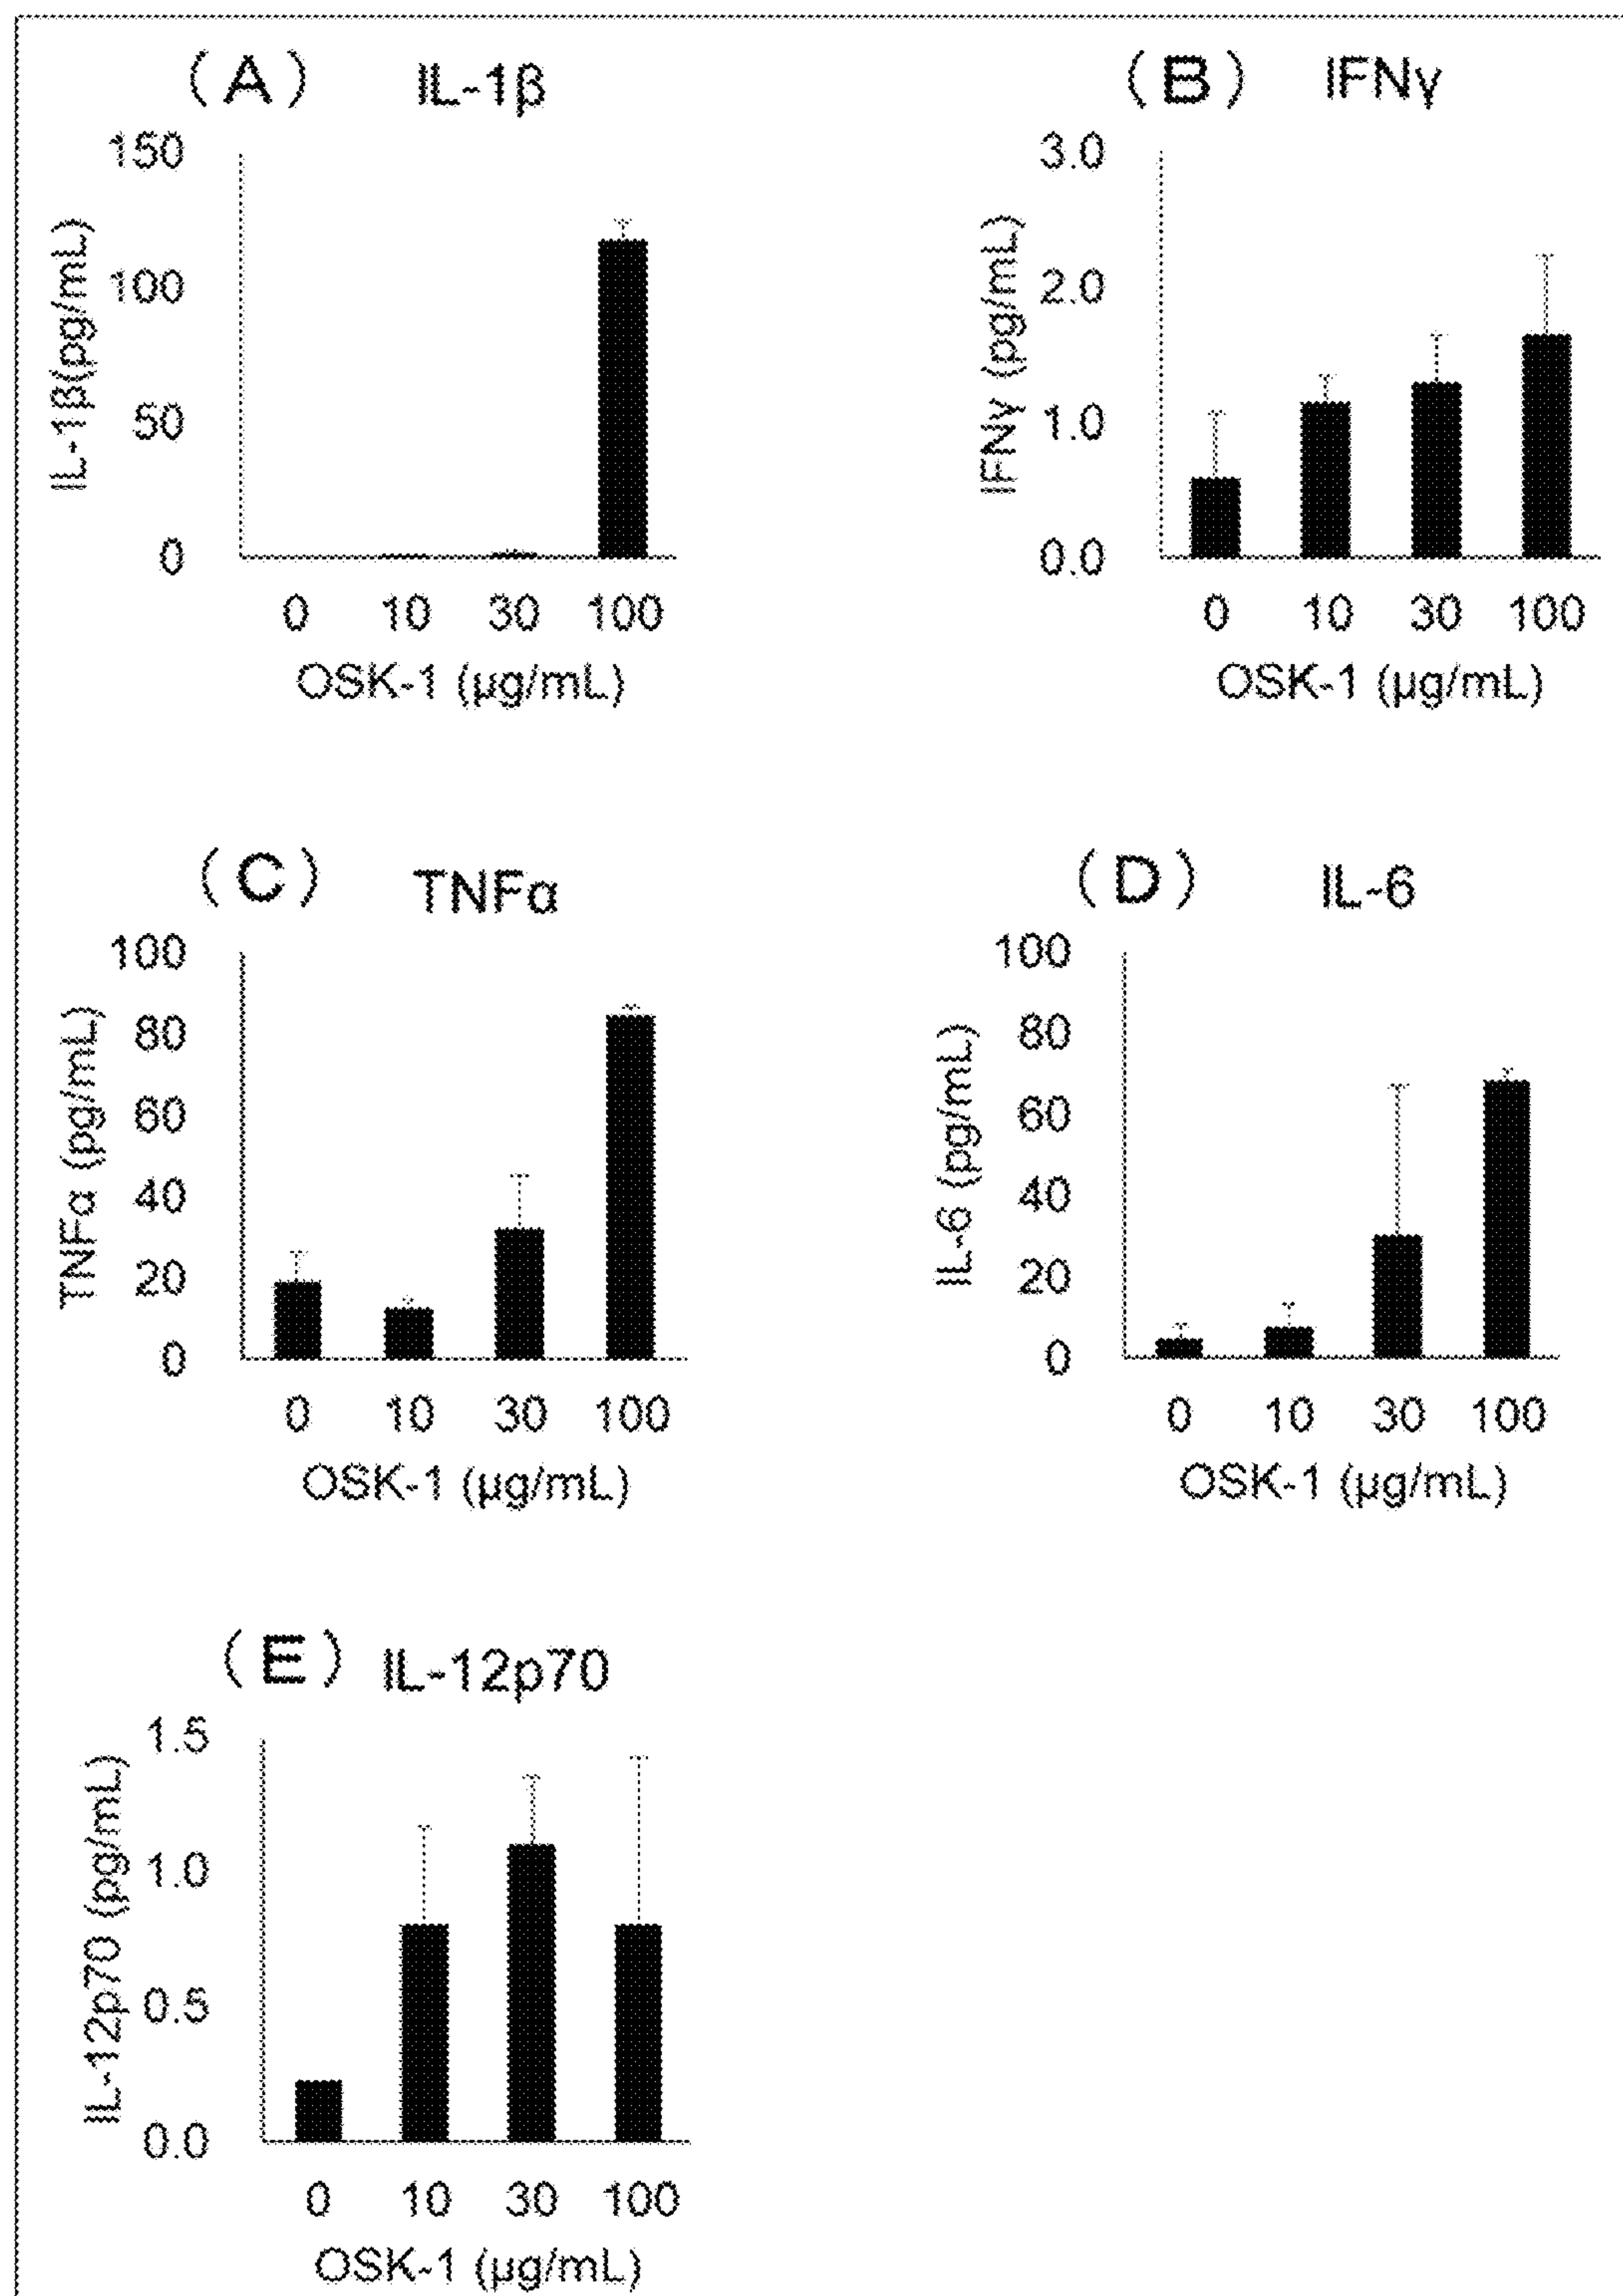 (A) IL-1β
150
100
50
0
IL-1β(pg/mL)
0 10 30 100
OSK-1 (μg/mL)
(B) IFNγ
3.0
2.0
1.0
0.0
IFNγ (pg/mL)
0 10 30 100
OSK-1 (μg/mL)
(C) TNFα
100
80
60
40
20
0
TNFα (pg/mL)
0 10 30 100
OSK-1 (μg/mL)
(D) IL-6
100
80
60
40
20
0
IL-6 (pg/mL)
0 10 30 100
OSK-1 (μg/mL)
(E) IL-12p70
1.5
1.0
0.5
0.0
IL-12p70 (pg/mL)
0 10 30 100
OSK-1 (μg/mL)